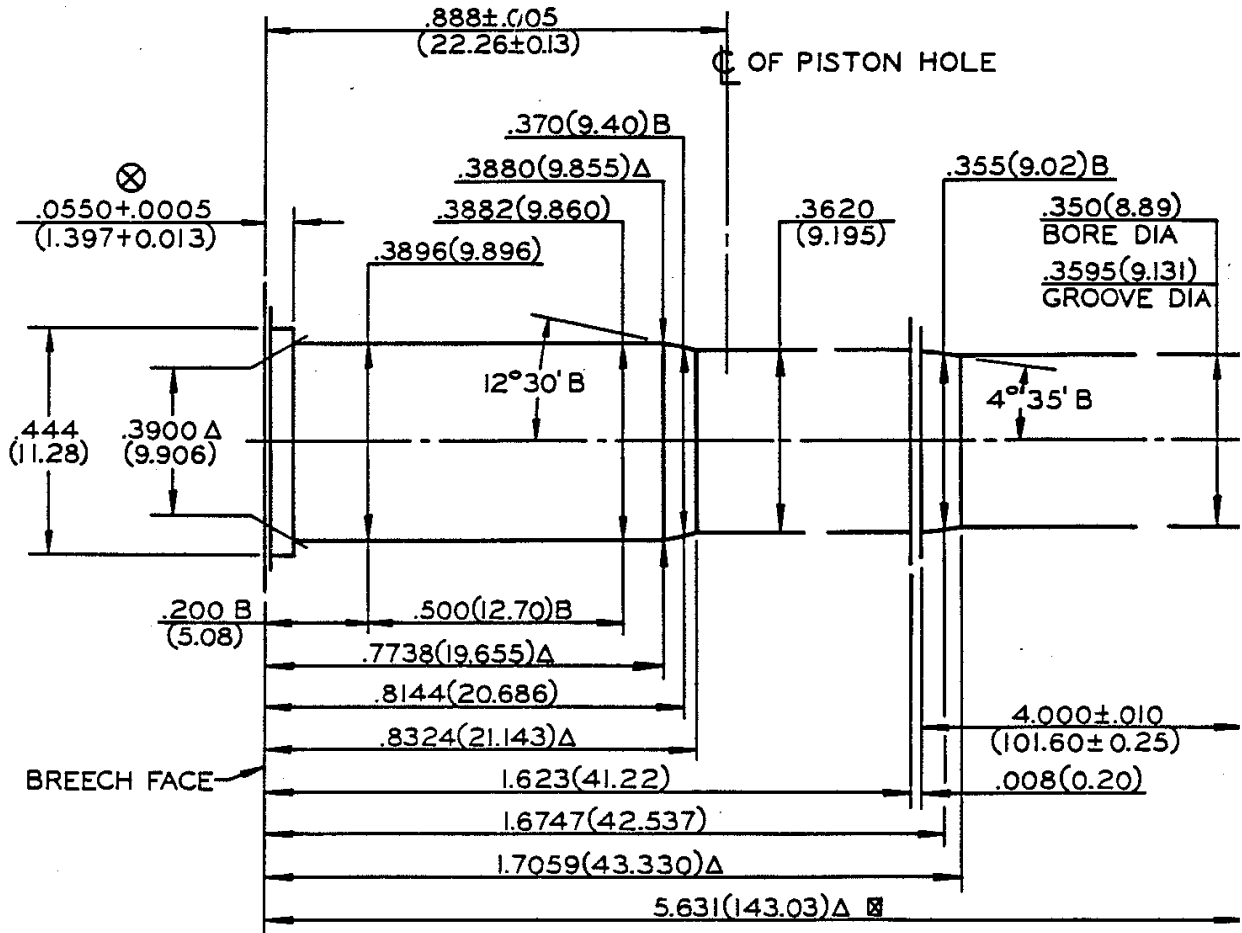 .888±.005
(22.26±0.13)
℄ OF PISTON HOLE
.370(9.40)B
.3880(9.855)Δ
.355(9.02)B
⊗
.0550+.0005
(1.397+0.013)
.3882(9.860)
.3620
(9.195)
.350(8.89)
BORE DIA
.3896(9.896)
.3595(9.131)
GROOVE DIA
12°30' B
4°35' B
.444
(11.28)
.3900 Δ
(9.906)
.200 B
(5.08)
.500(12.70)B
.7738(19.655)Δ
.8144(20.686)
4.000±.010
(101.60±0.25)
.8324(21.143)Δ
BREECH FACE
1.623(41.22)
.008(0.20)
1.6747(42.537)
1.7059(43.330)Δ
5.631(143.03)Δ ⊠